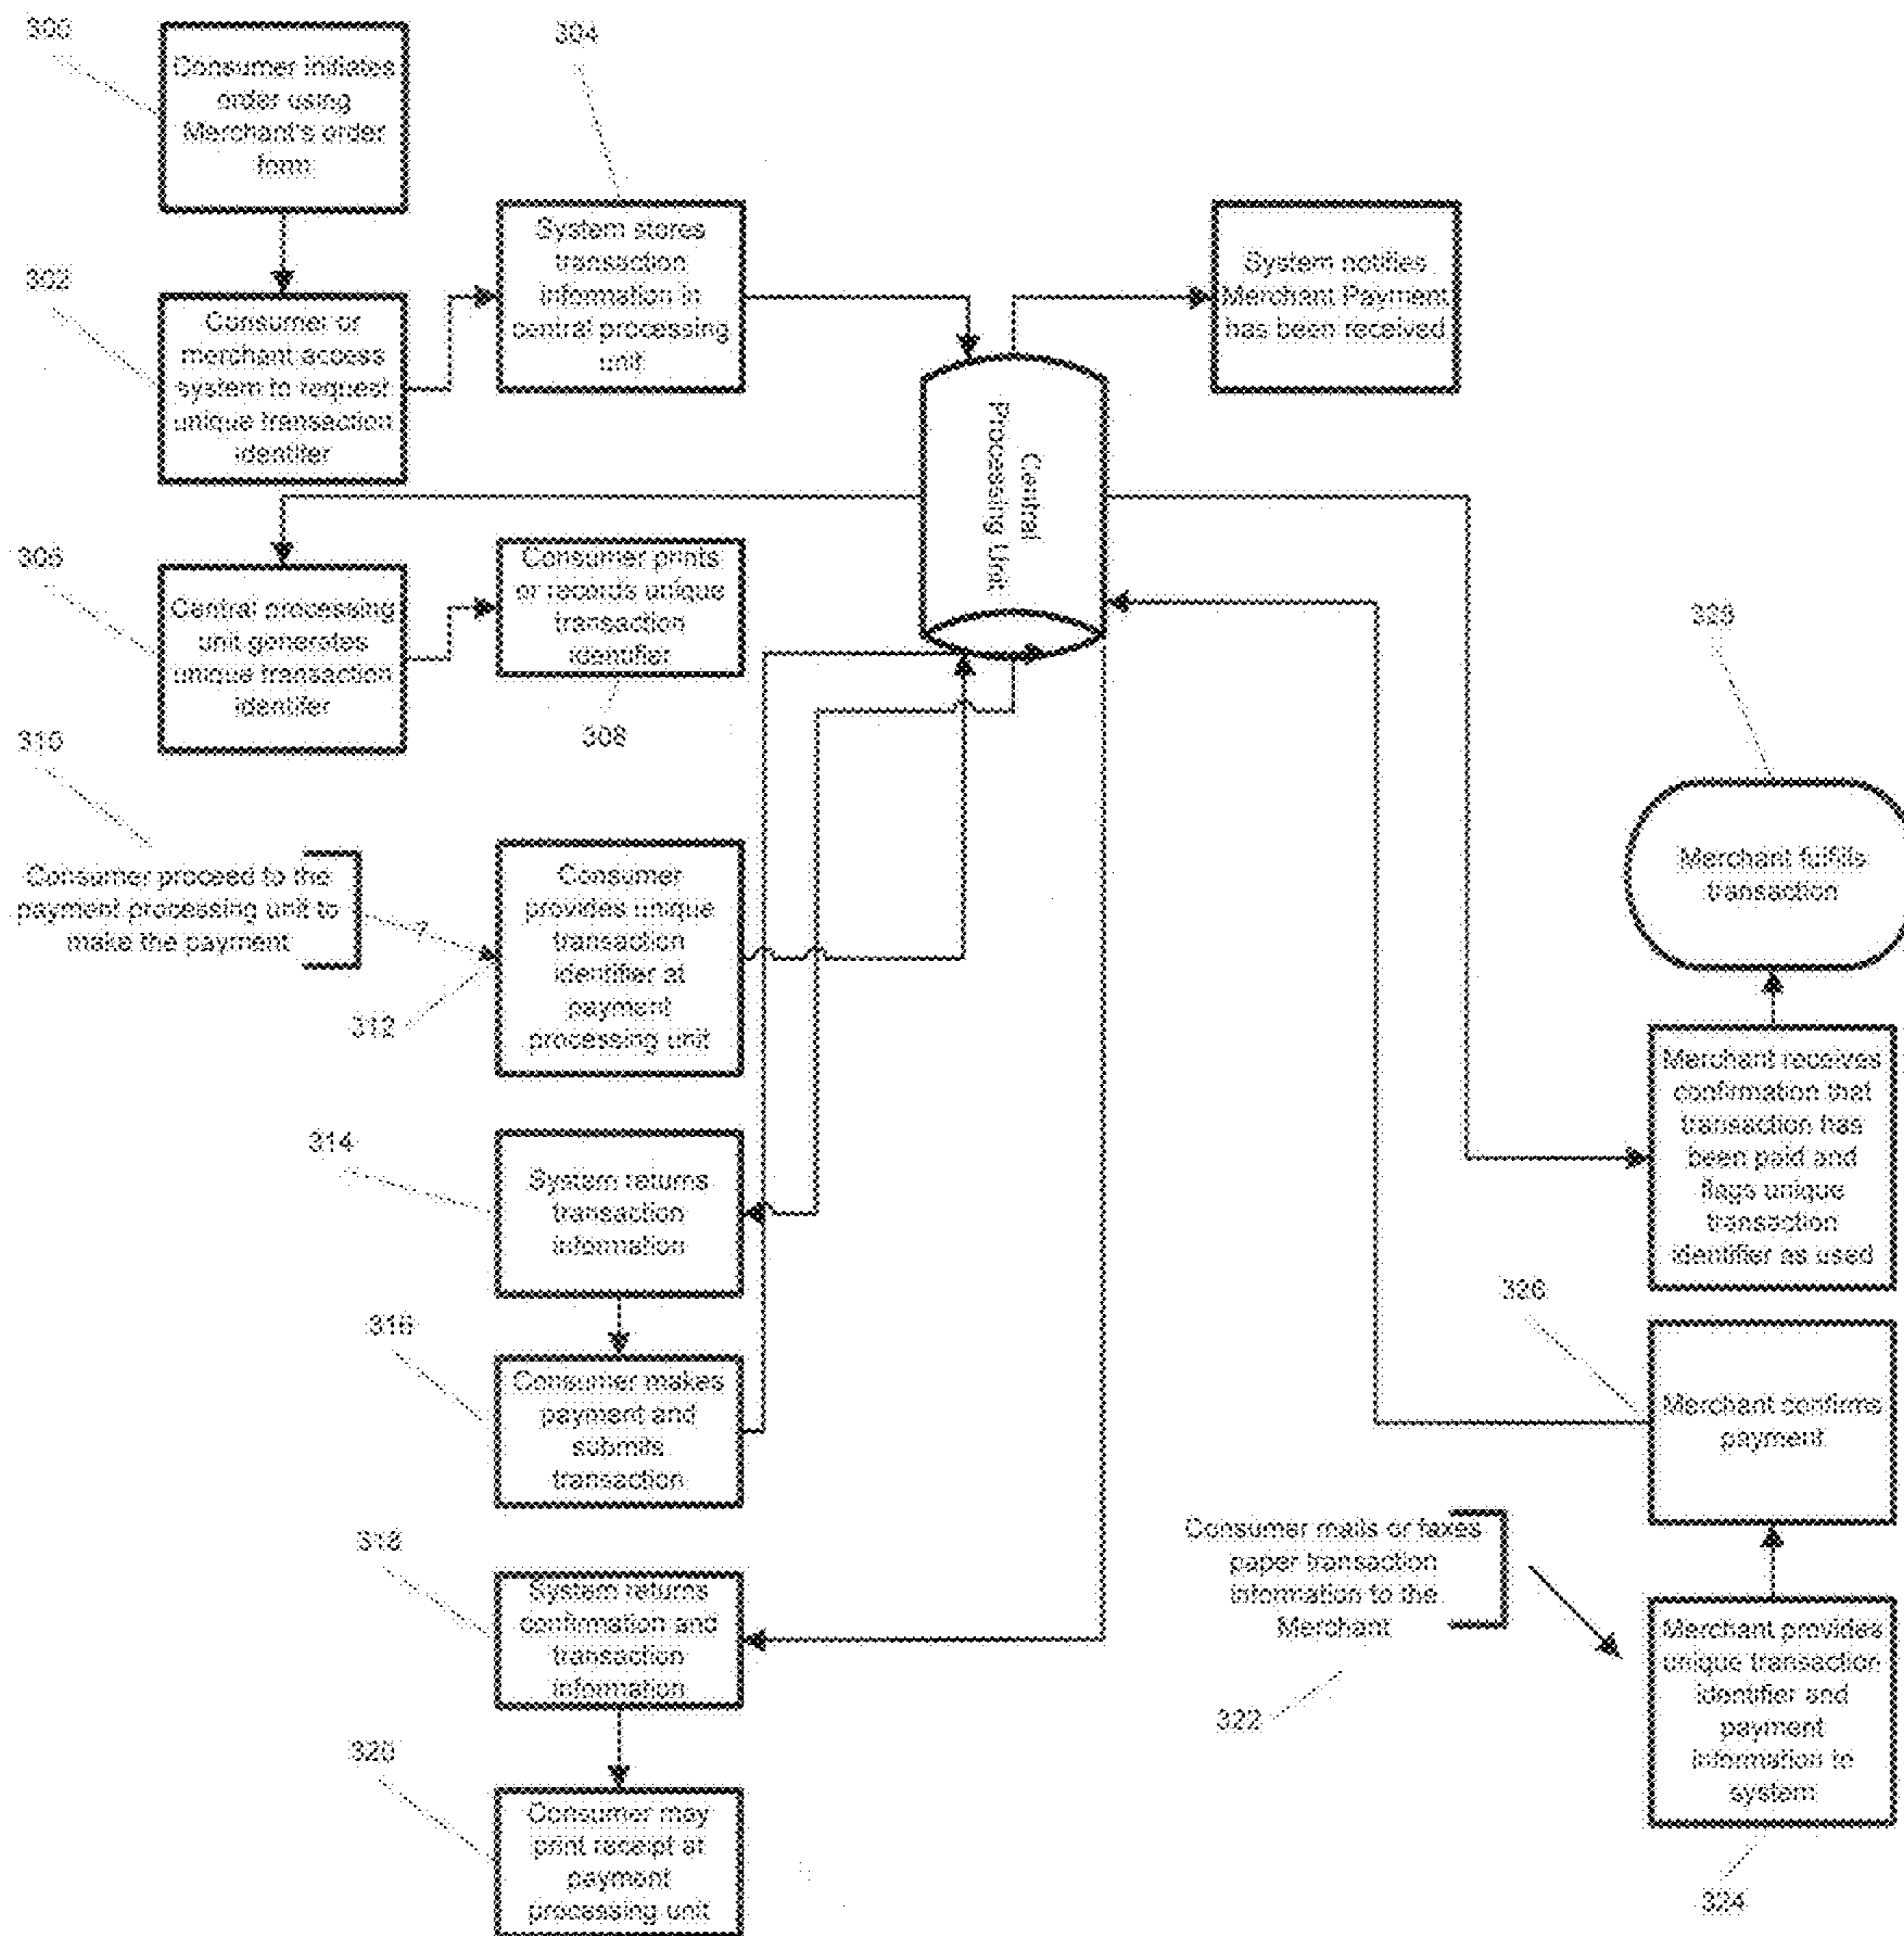 300
Consumer initiates
order using
Merchant's order
form
302
Consumer or
merchant access
system to request
unique transaction
identifer
304
System stores
transaction
information in
central processing
unit
System notifies
Merchant Payment
has been received
Central
Processing Unit
306
Central processing
unit generates
unique transaction
identifer
Consumer prints
or records unique
transaction
identifier
308
310
Consumer proceed to the
payment processing unit to
make the payment
?
312
Consumer
provides unique
transaction
identifier at
payment
processing unit
314
System returns
transaction
information
316
Consumer makes
payment and
submits
transaction
318
System returns
confirmation and
transaction
information
320
Consumer may
print receipt at
payment
processing unit
Merchant fulfills
transaction
Merchant receives
confirmation that
transaction has
been paid and
flags unique
transaction
identifier as used
326
Merchant confirms
payment
Consumer mails or faxes
paper transaction
information to the
Merchant
322
Merchant provides
unique transaction
identifier and
payment
information to
system
324